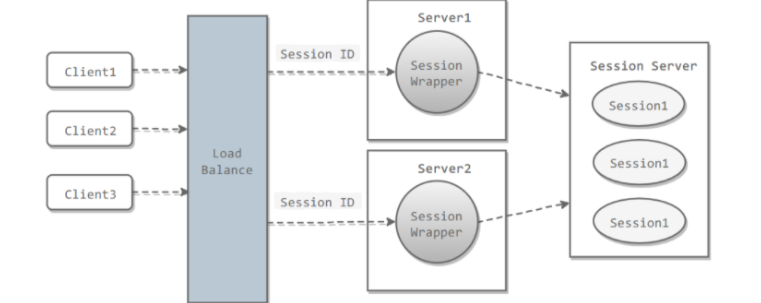 Client1
Client2
Client3
Load
Balance
Session ID
Session ID
Server1
Session
Wrapper
Server2
Session
Wrapper
Session Server
Session1
Session1
Session1